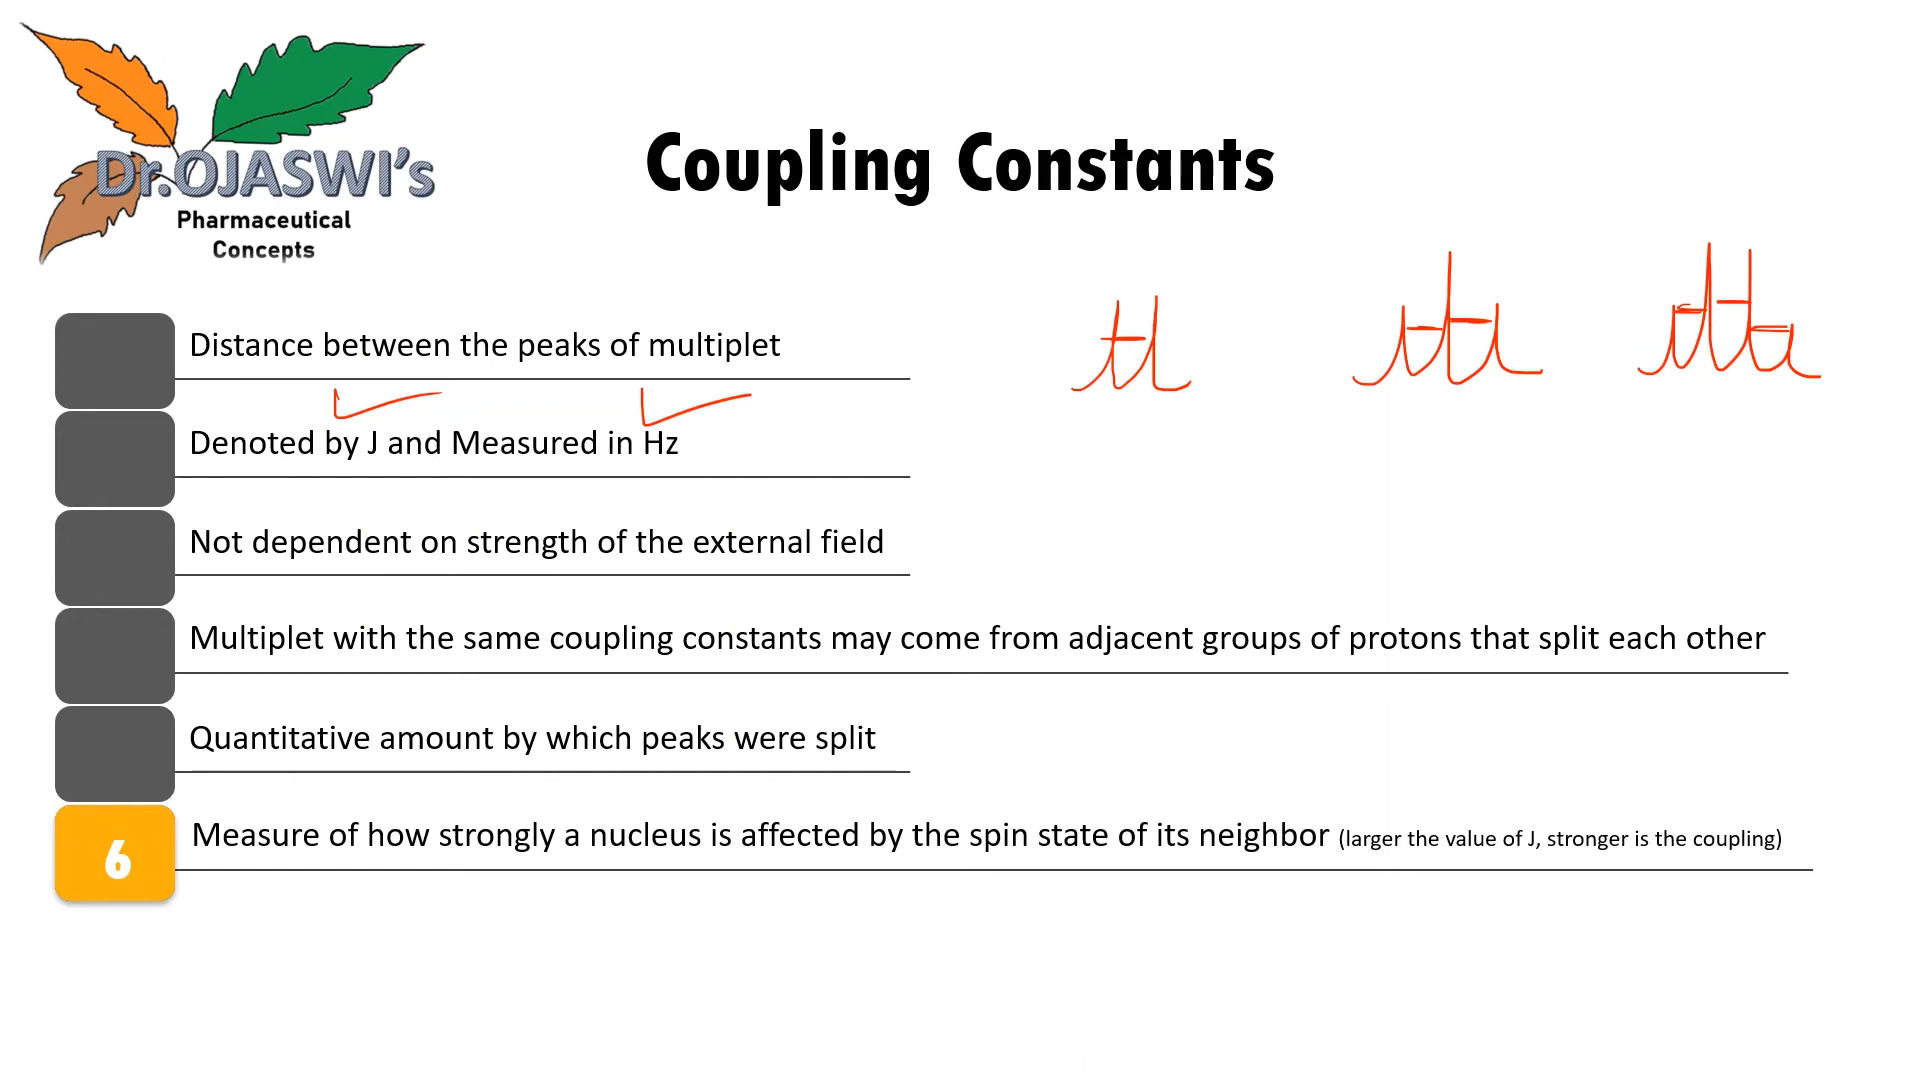 Dr.OJASWI's
Pharmaceutical
Concepts
Coupling Constants
Distance between the peaks of multiplet
Denoted by J and Measured in Hz
Not dependent on strength of the external field
Multiplet with the same coupling constants may come from adjacent groups of protons that split each other
Quantitative amount by which peaks were split
6 Measure of how strongly a nucleus is affected by the spin state of its neighbor (larger the value of J, stronger is the coupling)